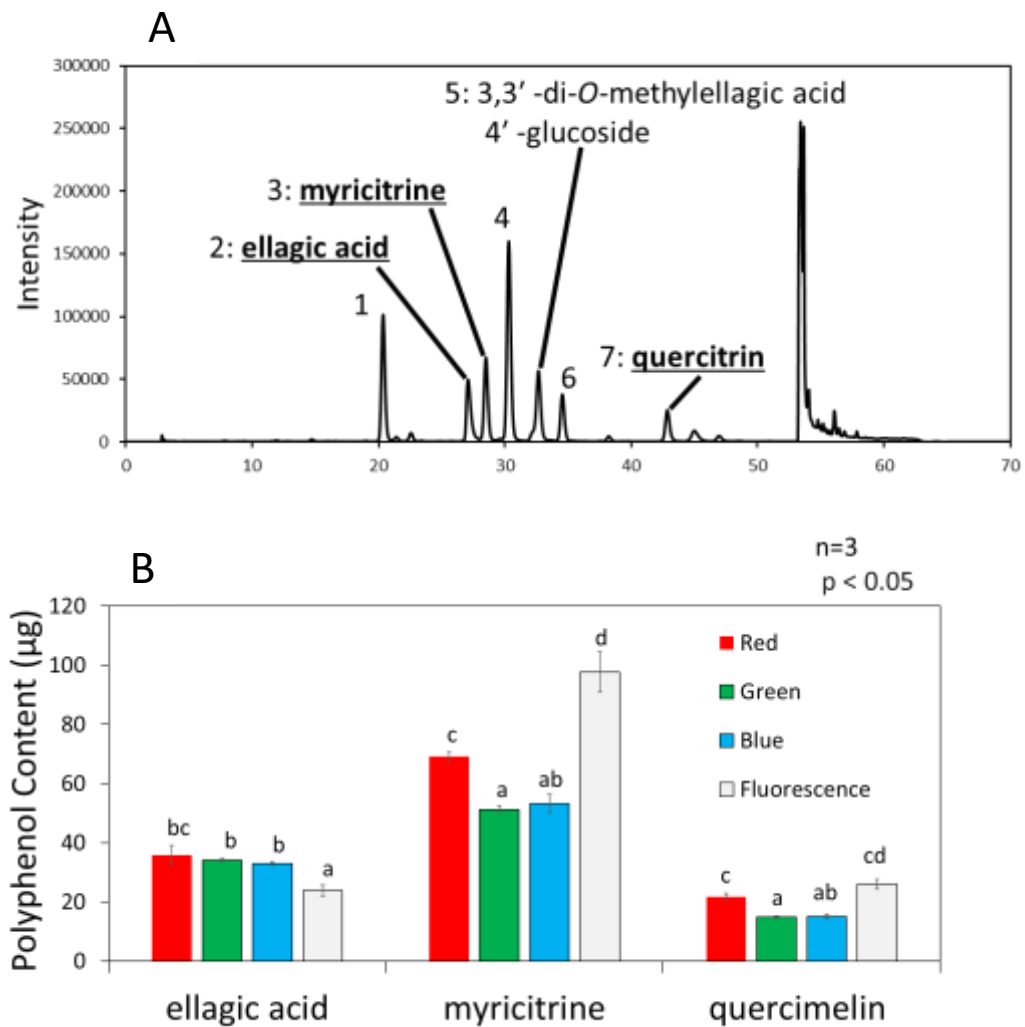 A
300000
250000
200000
150000
100000
50000
0
Intensity
5: 3,3′ -di-O-methylellagic acid
4′ -glucoside
3: myricitrine
4
2: ellagic acid
1
7: quercitrin
6
0 10 20 30 40 50 60 70
B
n=3
p < 0.05
120
100
80
60
40
20
0
Polyphenol Content (µg)
Red
Green
Blue
Fluorescence
bc b b a
c a ab d
c a ab cd
ellagic acid myricitrine quercimelin